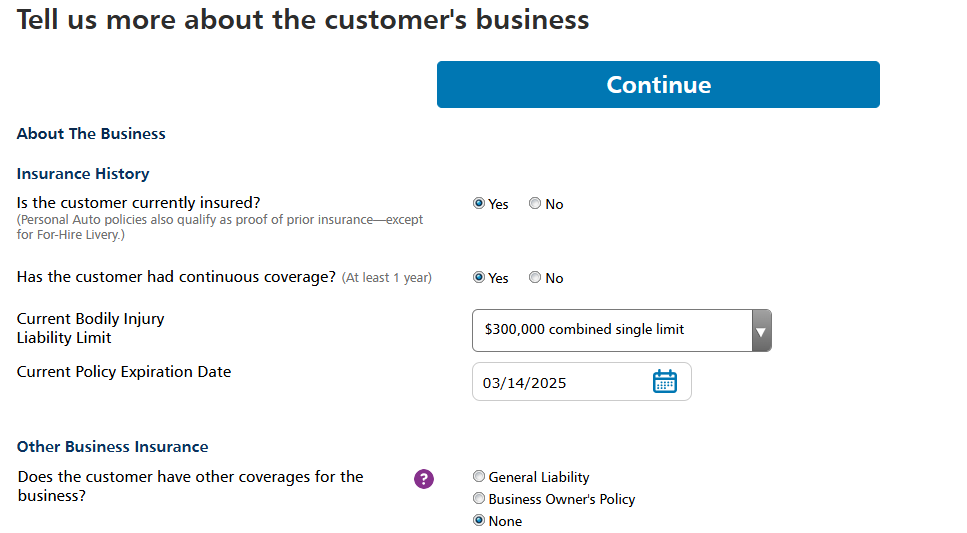 Tell us more about the customer's business
Continue
About The Business
Insurance History
Is the customer currently insured?
(Personal Auto policies also qualify as proof of prior insurance—except
for For-Hire Livery.)
Yes No
Has the customer had continuous coverage? (At least 1 year)
Yes No
Current Bodily Injury
Liability Limit
$300,000 combined single limit
Current Policy Expiration Date
03/14/2025
Other Business Insurance
Does the customer have other coverages for the
business?
?
General Liability
Business Owner's Policy
None